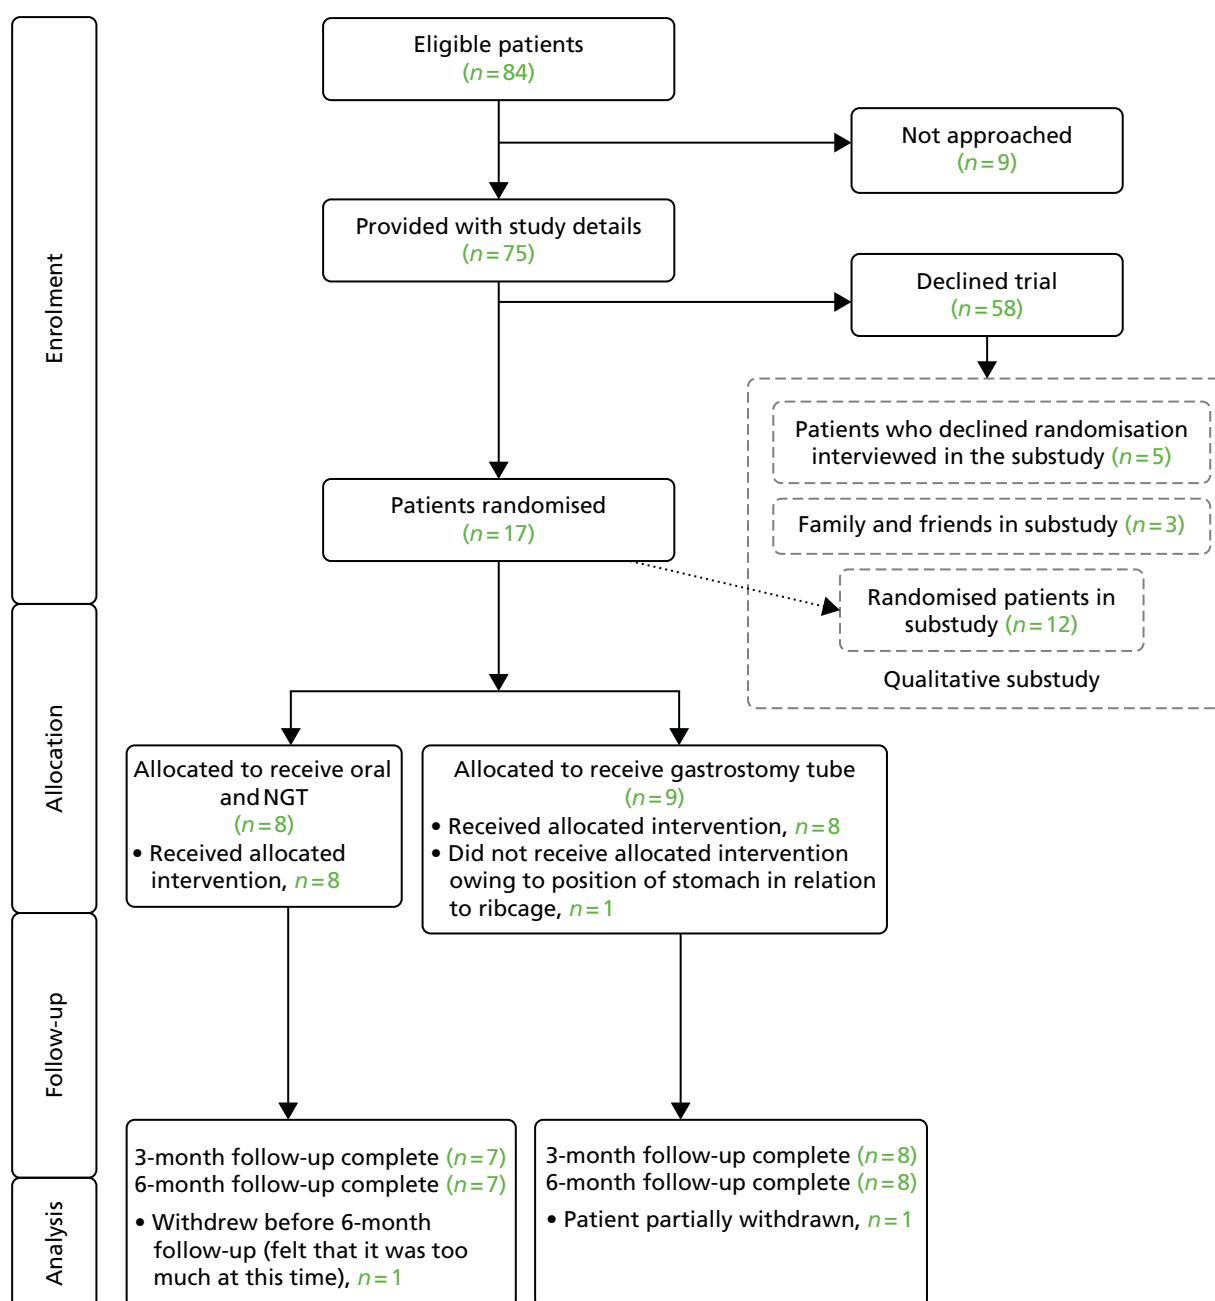 Enrolment
Eligible patients
(n=84)
Not approached
(n=9)
Provided with study details
(n=75)
Declined trial
(n=58)
Patients who declined randomisation
interviewed in the substudy (n=5)
Family and friends in substudy (n=3)
Randomised patients in
substudy (n=12)
Qualitative substudy
Patients randomised
(n=17)
Allocation
Allocated to receive oral
and NGT
(n=8)
• Received allocated
intervention, n=8
Allocated to receive gastrostomy tube
(n=9)
• Received allocated intervention, n=8
• Did not receive allocated intervention
owing to position of stomach in relation
to ribcage, n=1
Follow-up
3-month follow-up complete (n=7)
6-month follow-up complete (n=7)
• Withdrew before 6-month
follow-up (felt that it was too
much at this time), n=1
3-month follow-up complete (n=8)
6-month follow-up complete (n=8)
• Patient partially withdrawn, n=1
Analysis